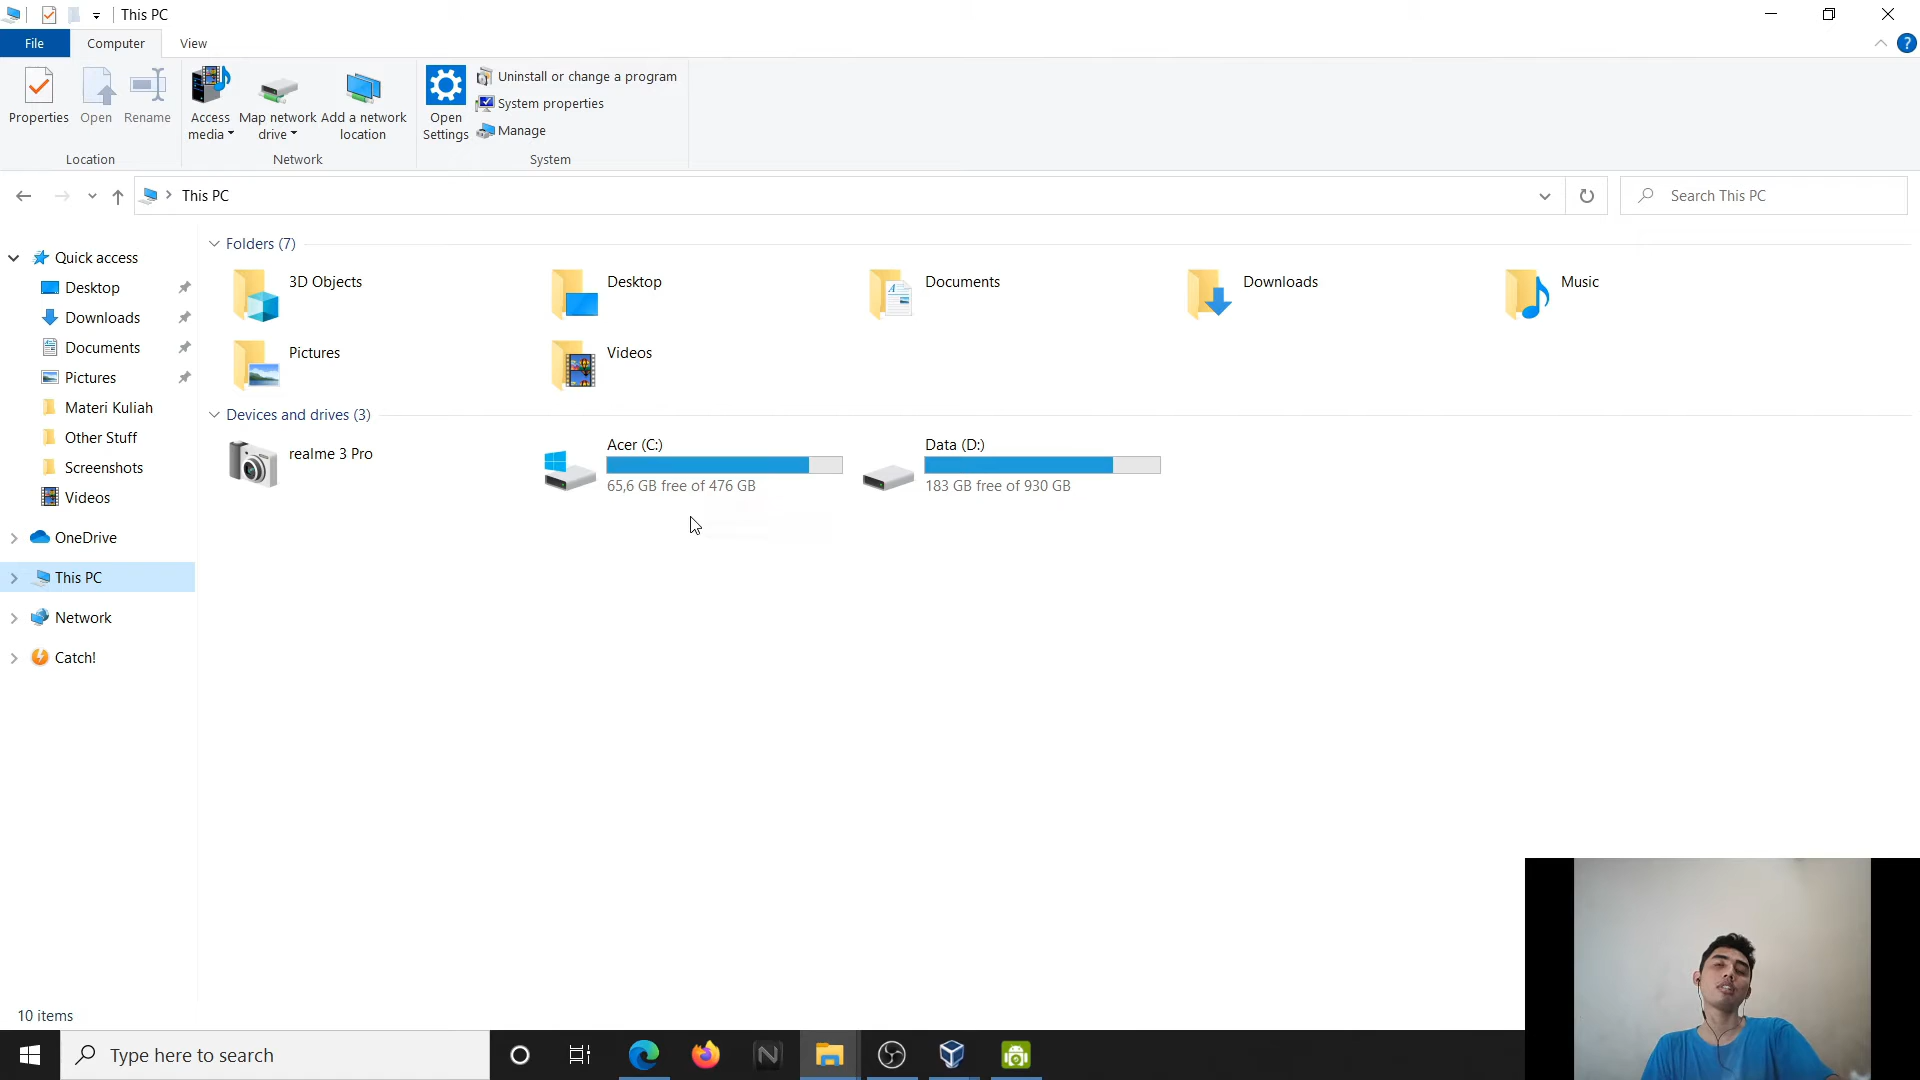 This PC
File
Computer
View
Properties
Open
Rename
Access media
Map network drive
Add a network location
Open Settings
Uninstall or change a program
System properties
Manage
Location
Network
System
This PC
Search This PC
Quick access
Desktop
Downloads
Documents
Pictures
Materi Kuliah
Other Stuff
Screenshots
Videos
OneDrive
This PC
Network
Catch!
Folders (7)
3D Objects
Desktop
Documents
Downloads
Music
Pictures
Videos
Devices and drives (3)
realme 3 Pro
Acer (C:)
65,6 GB free of 476 GB
Data (D:)
183 GB free of 930 GB
10 items
Type here to search